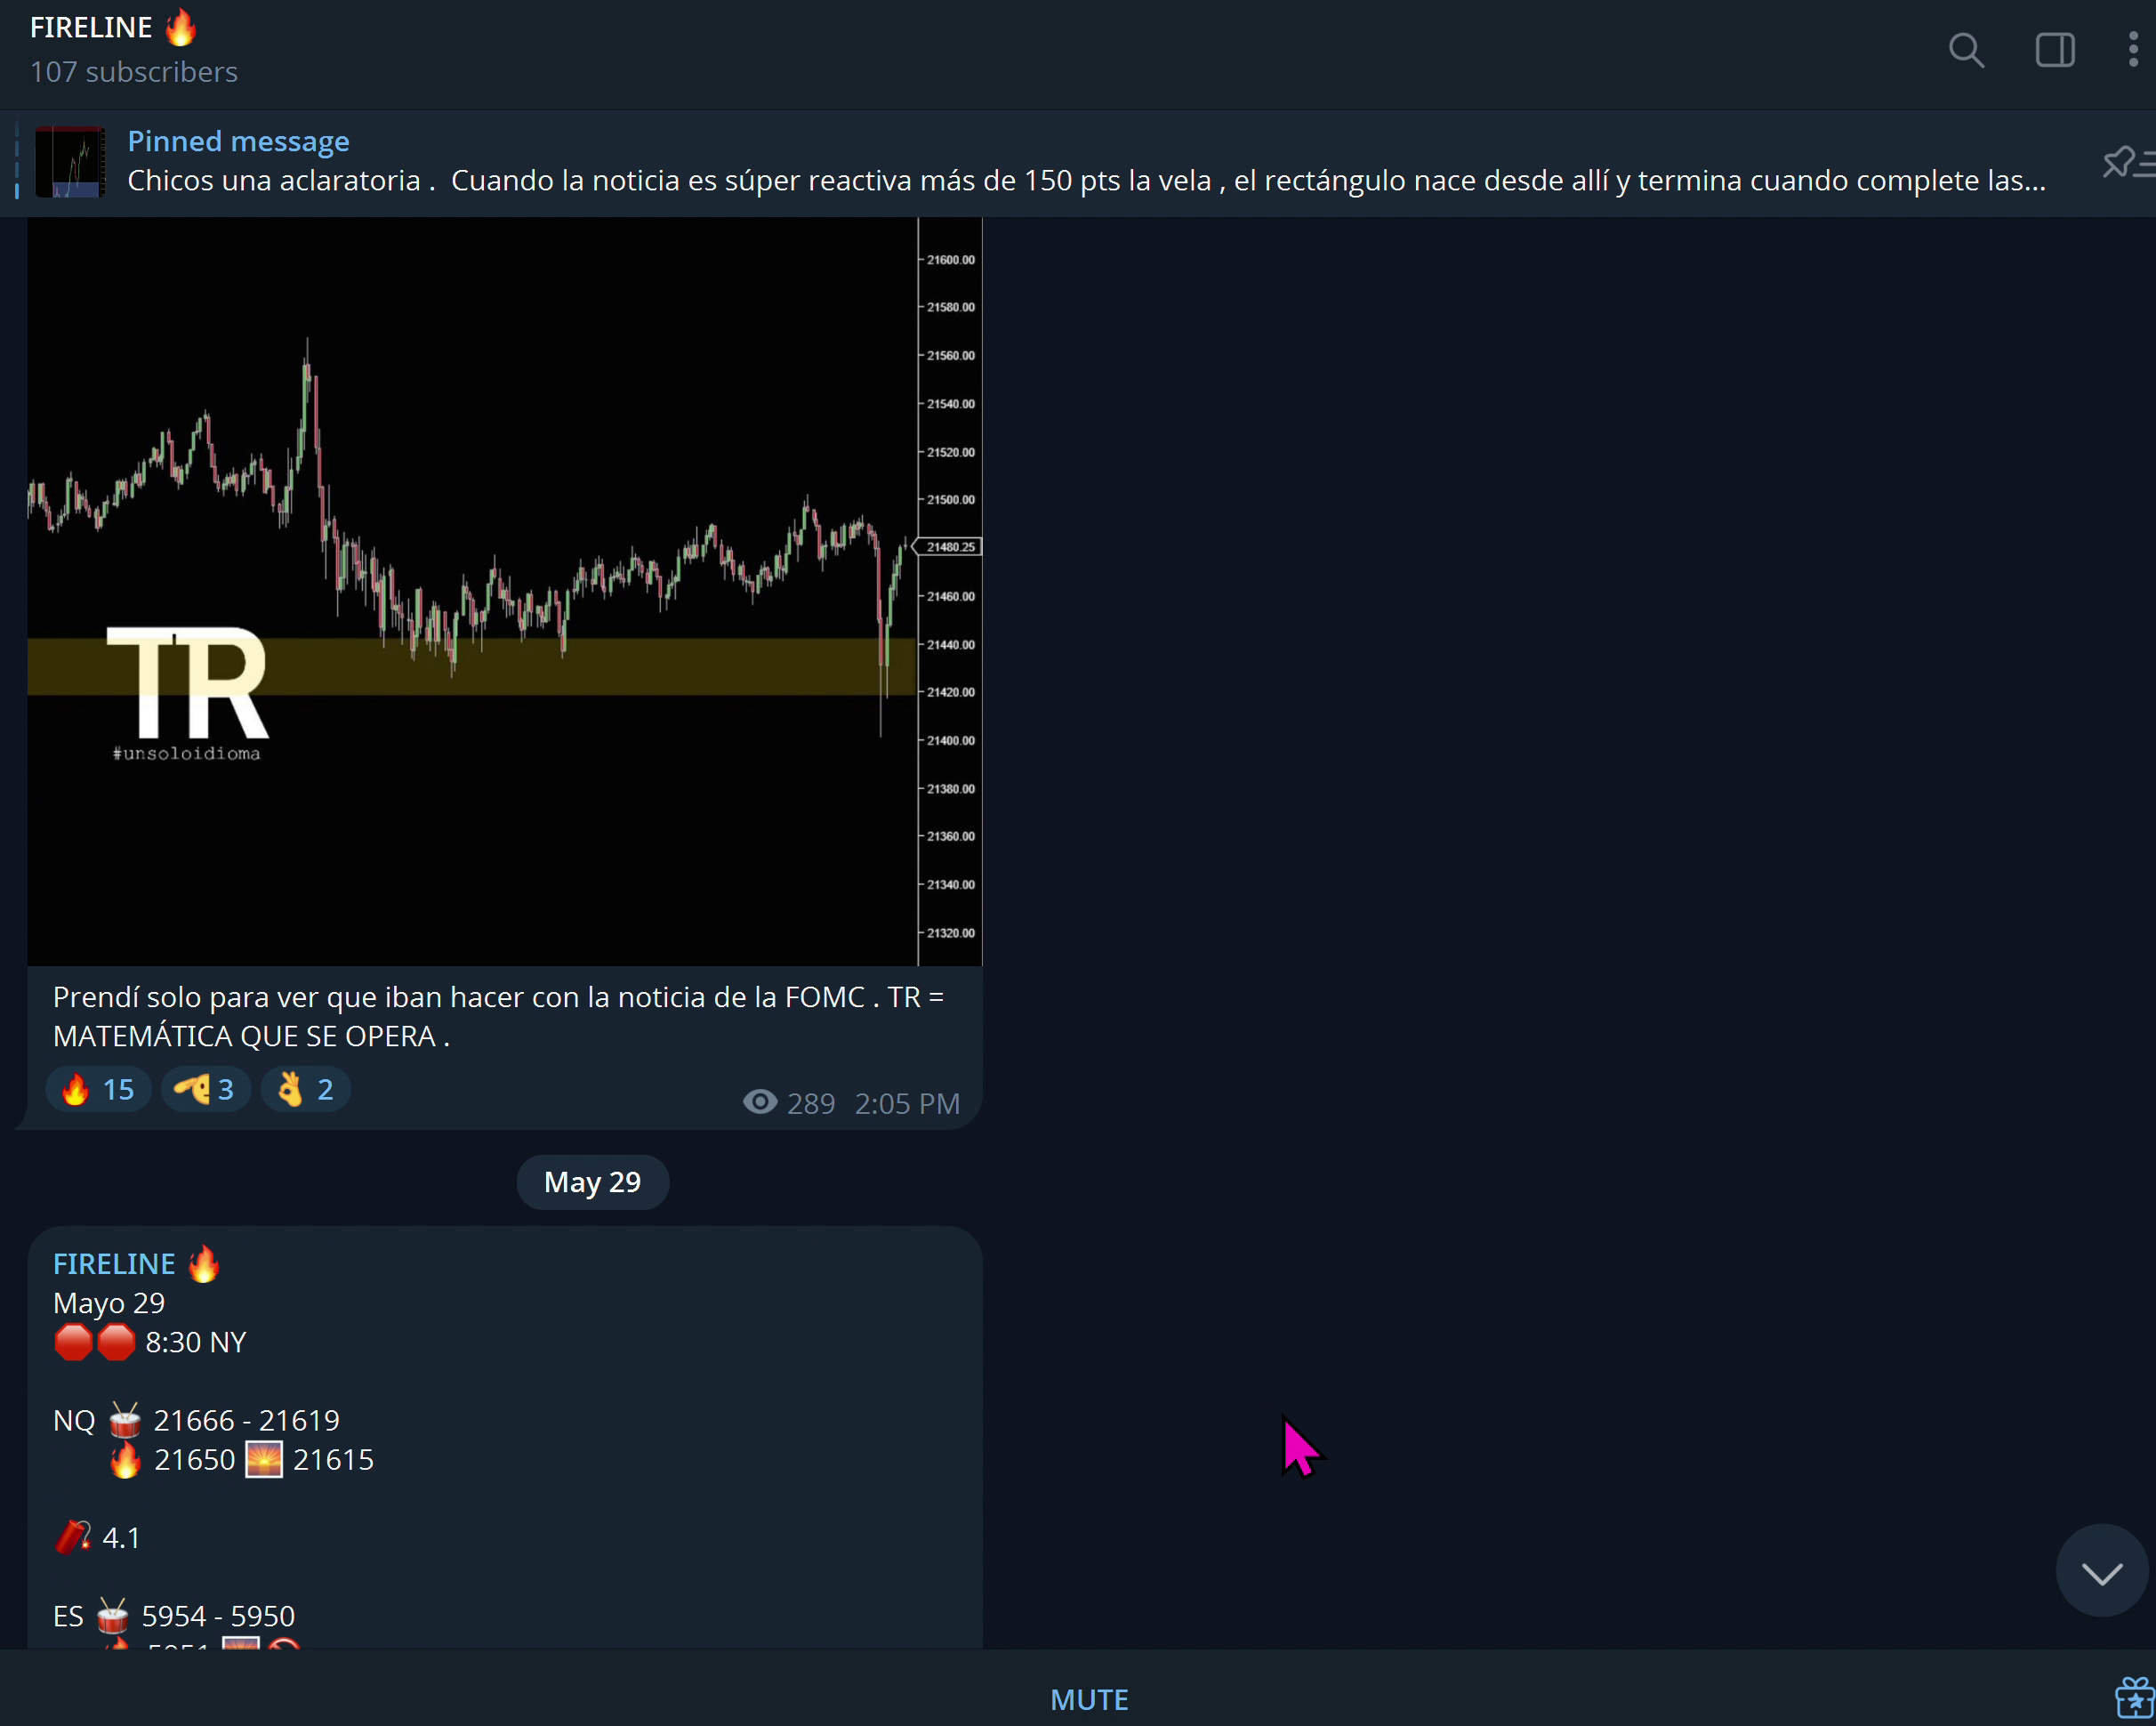 FIRELINE 🔥
107 subscribers
Pinned message
Chicos una aclaratoria .  Cuando la noticia es súper reactiva más de 150 pts la vela , el rectángulo nace desde allí y termina cuando complete las...
21600.00
21580.00
21560.00
21540.00
21520.00
21500.00
21480.25
21460.00
21440.00
21420.00
21400.00
21380.00
21360.00
21340.00
21320.00
TR
#unsoloidioma
Prendí solo para ver que iban hacer con la noticia de la FOMC . TR =
MATEMÁTICA QUE SE OPERA .
🔥 15 🫤 3 👌 2
289 2:05 PM
May 29
FIRELINE 🔥
Mayo 29
🛑🛑 8:30 NY
NQ 🥁 21666 - 21619
🔥 21650 🌅 21615
🧨 4.1
ES 🥁 5954 - 5950
MUTE